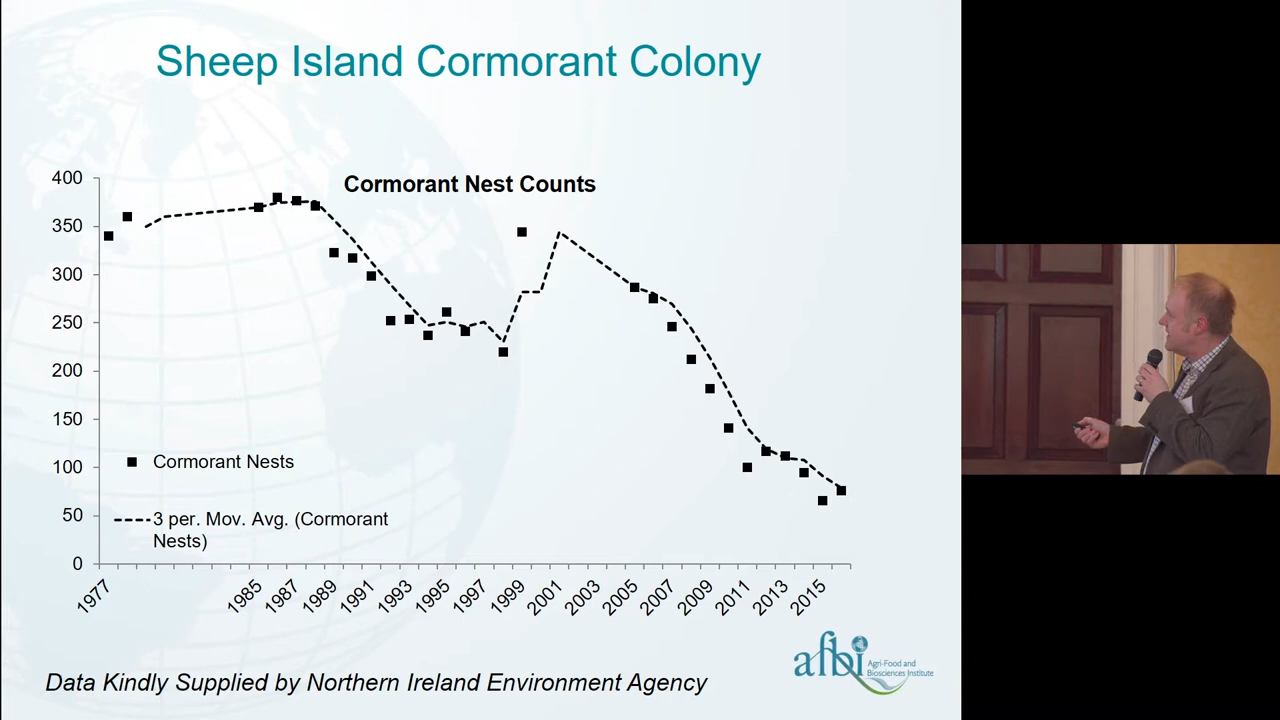 Sheep Island Cormorant Colony
Cormorant Nest Counts
400
350
300
250
200
150
100
50
0
Cormorant Nests
3 per. Mov. Avg. (Cormorant
Nests)
1977
1985
1987
1989
1991
1993
1995
1997
1999
2001
2003
2005
2007
2009
2011
2013
2015
Data Kindly Supplied by Northern Ireland Environment Agency
afbi
Agri-Food and
Biosciences Institute